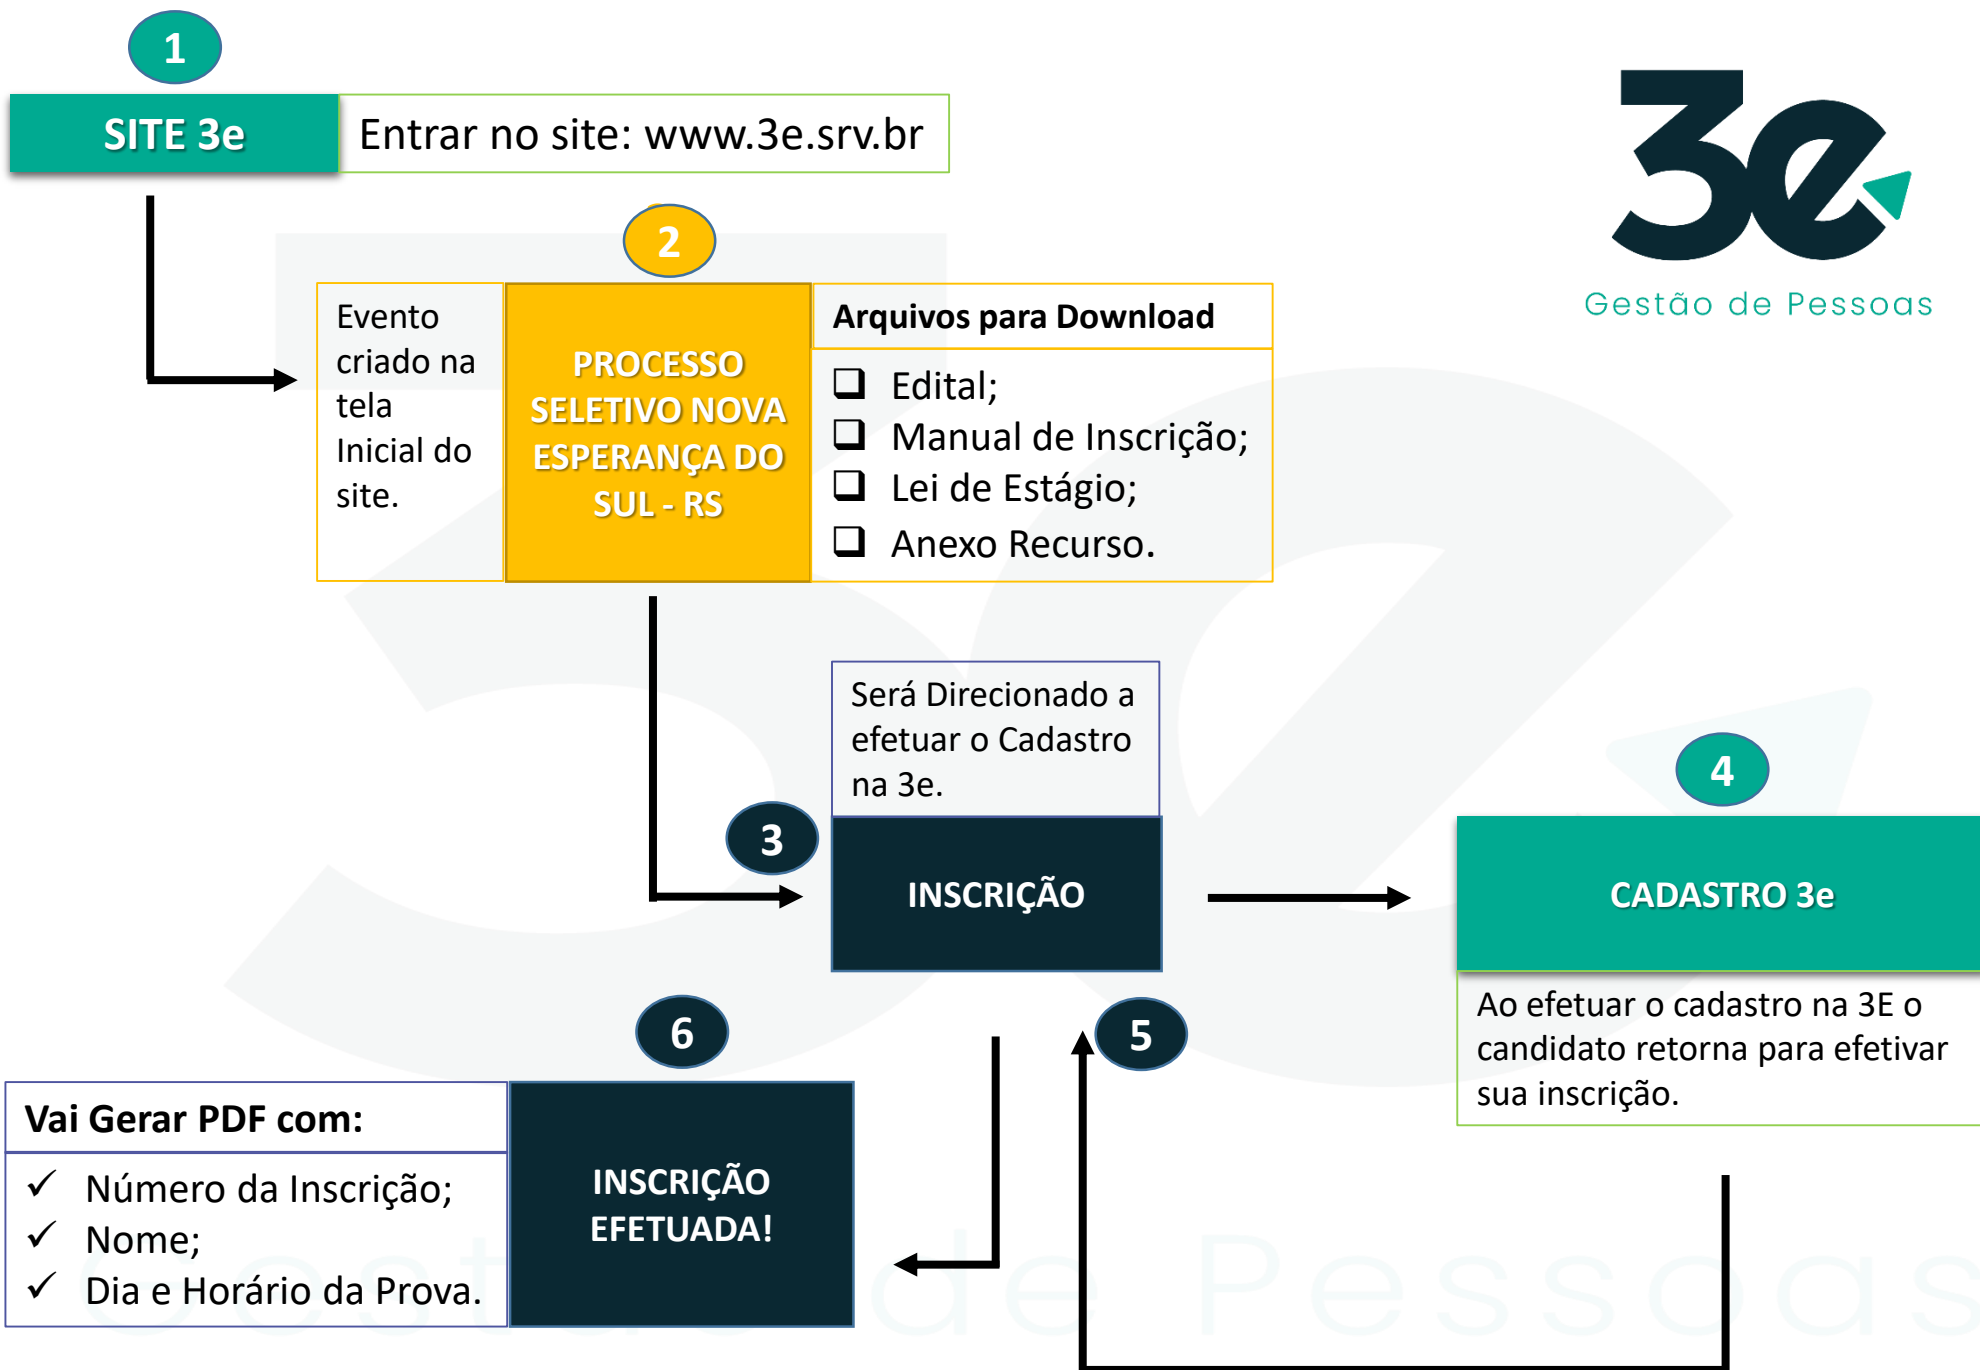 1
SITE 3e
Entrar no site: www.3e.srv.br
3e
Gestão de Pessoas
2
Evento
criado na
tela
Inicial do
site.
PROCESSO
SELETIVO NOVA
ESPERANÇA DO
SUL - RS
Arquivos para Download
Edital;
Manual de Inscrição;
Lei de Estágio;
Anexo Recurso.
Será Direcionado a
efetuar o Cadastro
na 3e.
3
INSCRIÇÃO
4
CADASTRO 3e
Ao efetuar o cadastro na 3E o
candidato retorna para efetivar
sua inscrição.
5
6
INSCRIÇÃO
EFETUADA!
Vai Gerar PDF com:
Número da Inscrição;
Nome;
Dia e Horário da Prova.
Gestão de Pessoas